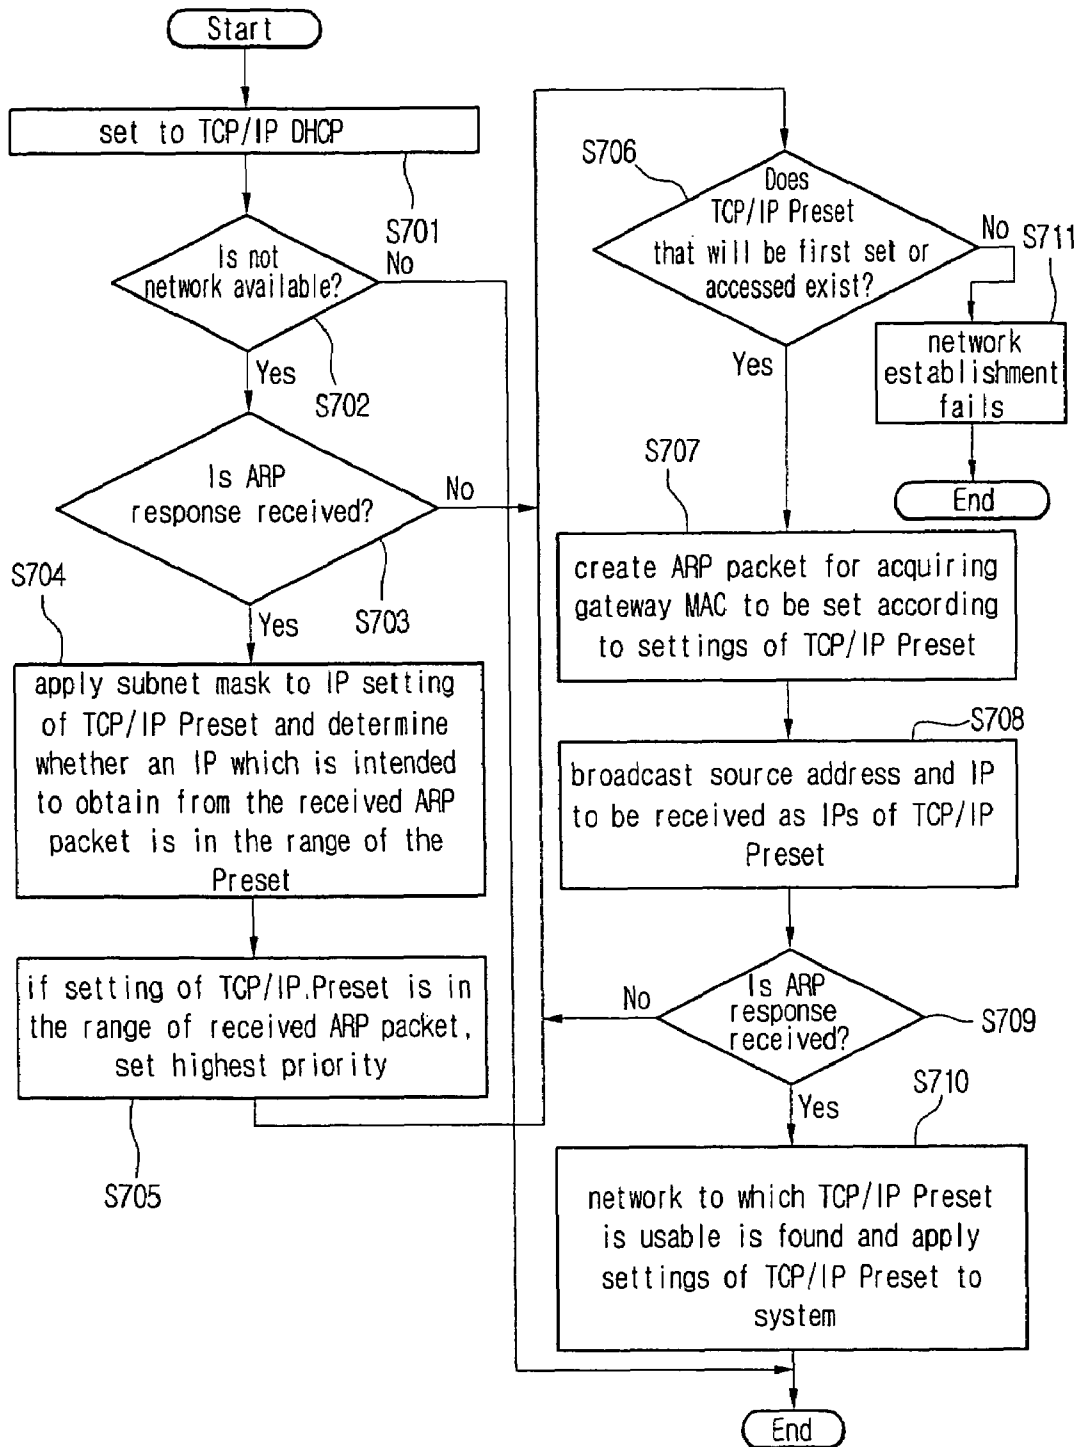 Start
set to TCP/IP DHCP
S701
Is not
network available?
No
Yes
S702
Is ARP
response received?
No
S703
Yes
S704
apply subnet mask to IP setting
of TCP/IP Preset and determine
whether an IP which is intended
to obtain from the received ARP
packet is in the range of the
Preset
if setting of TCP/IP.Preset is in
the range of received ARP packet,
set highest priority
S705
S706
Does
TCP/IP Preset
that will be first set or
accessed exist?
No
S711
network
establishment
fails
End
Yes
S707
create ARP packet for acquiring
gateway MAC to be set according
to settings of TCP/IP Preset
S708
broadcast source address and IP
to be received as IPs of TCP/IP
Preset
No
Is ARP
response
received?
S709
Yes
S710
network to which TCP/IP Preset
is usable is found and apply
settings of TCP/IP Preset to
system
End